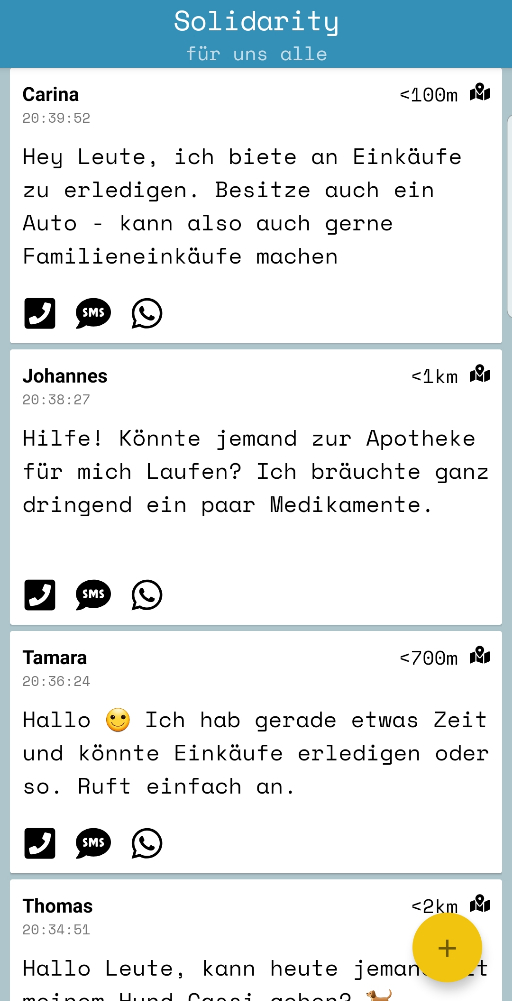 Solidarity
für uns alle
Carina
<100m
20:39:52
Hey Leute, ich biete an Einkäufe
zu erledigen. Besitze auch ein
Auto - kann also auch gerne
Familieneinkäufe machen
SMS
Johannes
<1km
20:38:27
Hilfe! Könnte jemand zur Apotheke
für mich Laufen? Ich bräuchte ganz
dringend ein paar Medikamente.
SMS
Tamara
<700m
20:36:24
Hallo 🙂 Ich hab gerade etwas Zeit
und könnte Einkäufe erledigen oder
so. Ruft einfach an.
SMS
Thomas
<2km
20:34:51
+
Hallo Leute, kann heute
meinem Hund Gassi gehen? 🐕